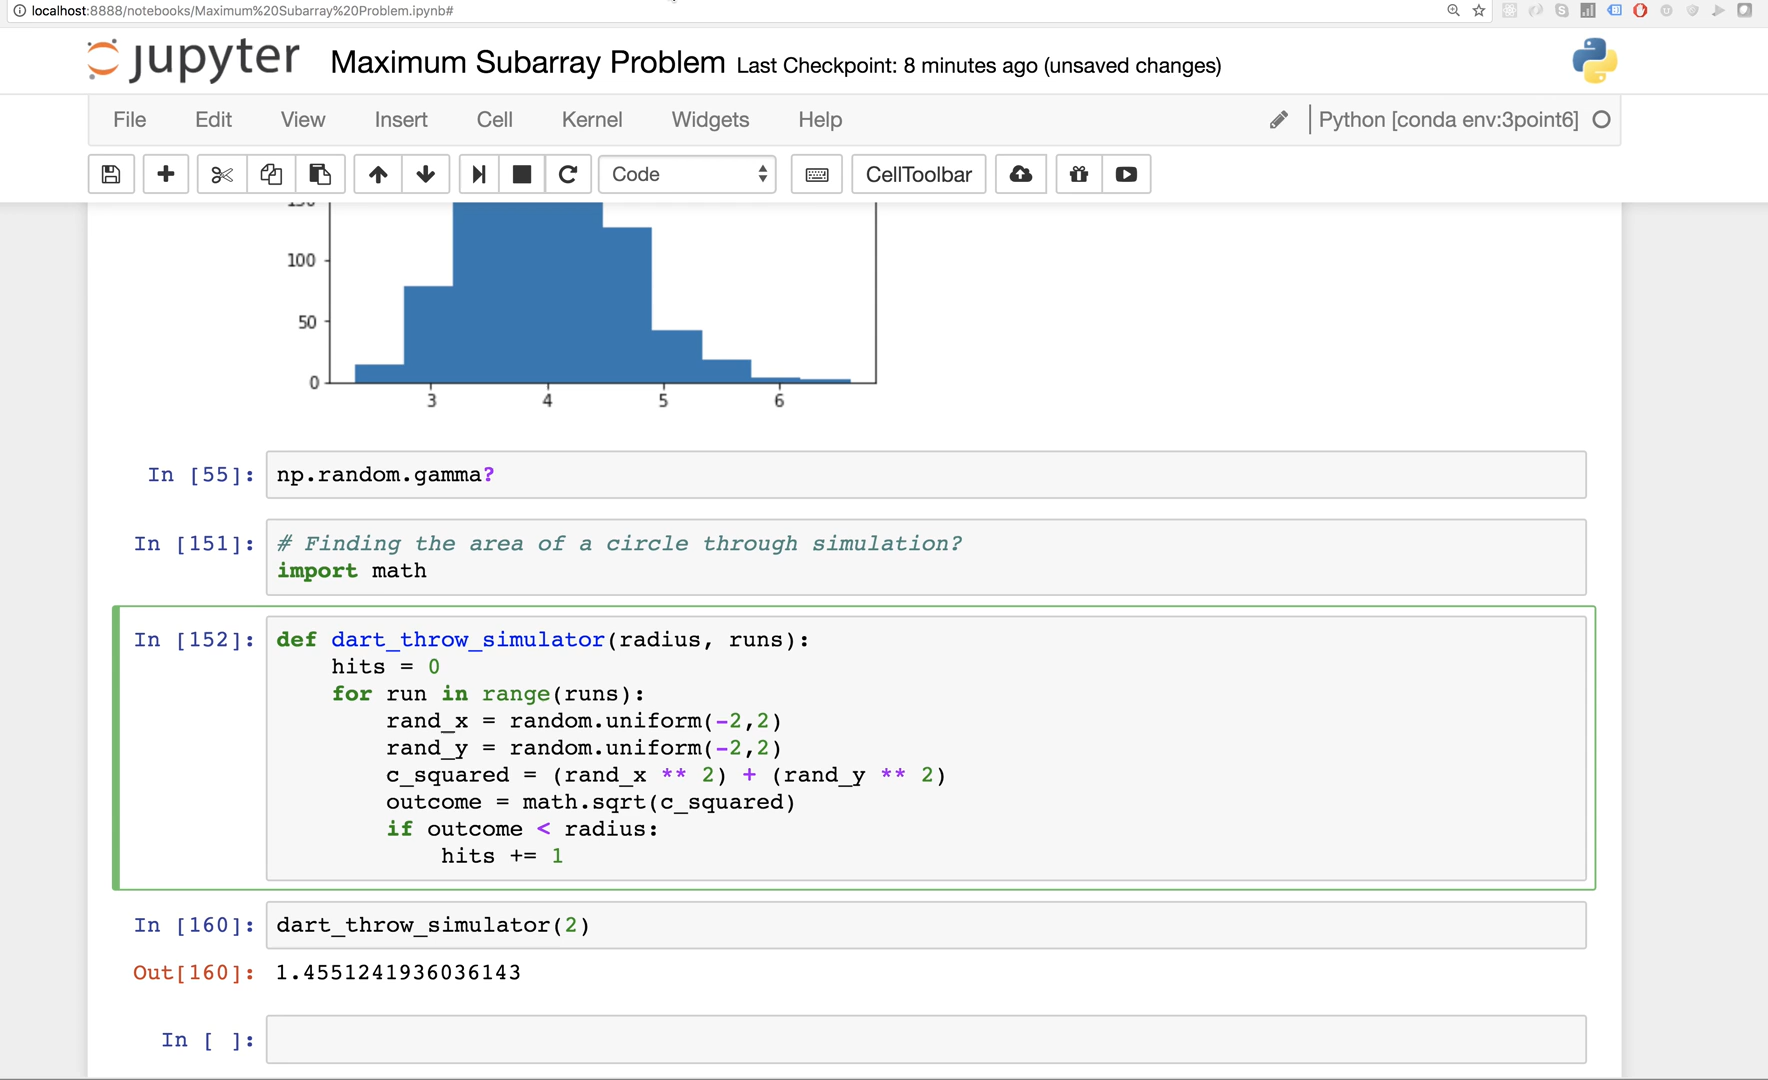 localhost:8888/notebooks/Maximum%20Subarray%20Problem.ipynb#
jupyter Maximum Subarray Problem Last Checkpoint: 8 minutes ago (unsaved changes)
File Edit View Insert Cell Kernel Widgets Help Python [conda env:3point6]
Code CellToolbar
150
100
50
0
3 4 5 6
In [55]: np.random.gamma?
In [151]: # Finding the area of a circle through simulation?
import math
In [152]: def dart_throw_simulator(radius, runs):
hits = 0
for run in range(runs):
rand_x = random.uniform(-2,2)
rand_y = random.uniform(-2,2)
c_squared = (rand_x ** 2) + (rand_y ** 2)
outcome = math.sqrt(c_squared)
if outcome < radius:
hits += 1
In [160]: dart_throw_simulator(2)
Out[160]: 1.4551241936036143
In [ ]: